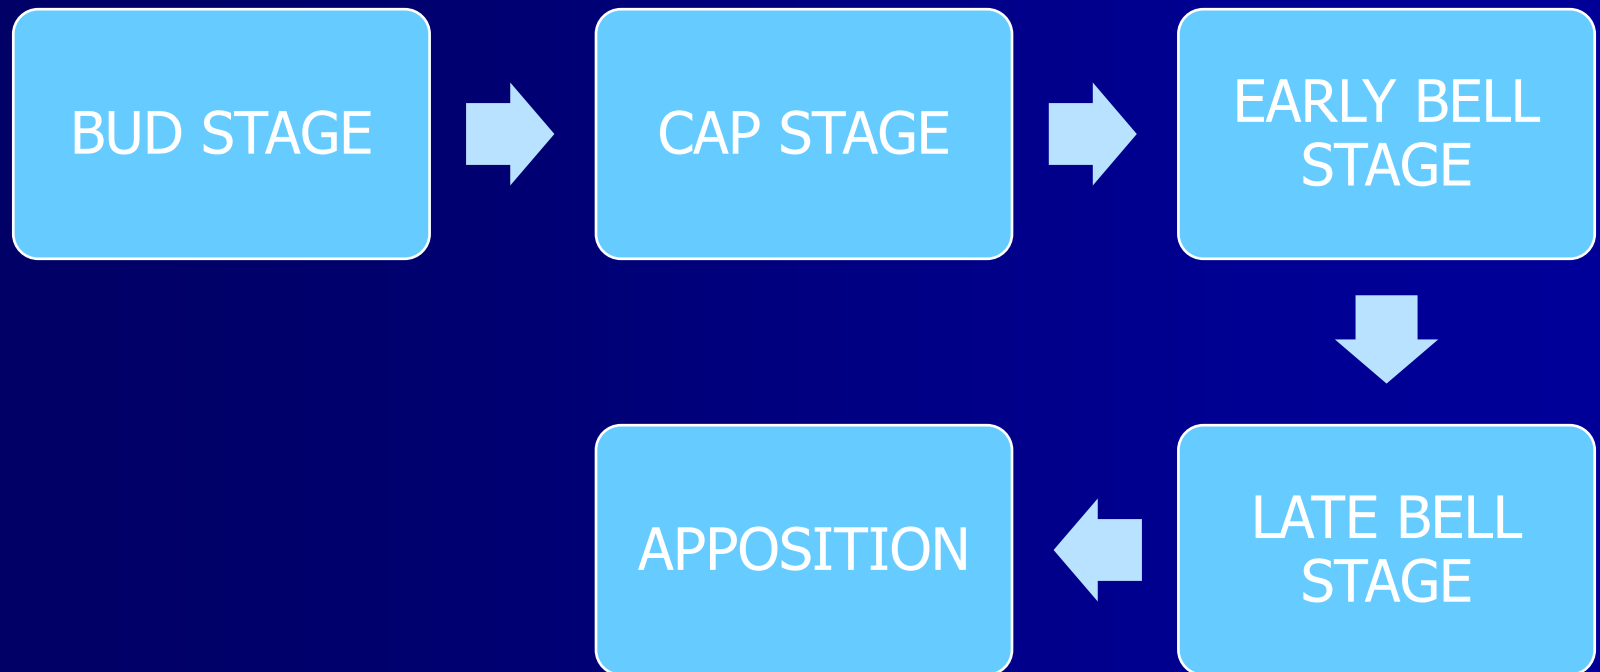 BUD STAGE
CAP STAGE
EARLY BELL
STAGE
LATE BELL
STAGE
APPOSITION